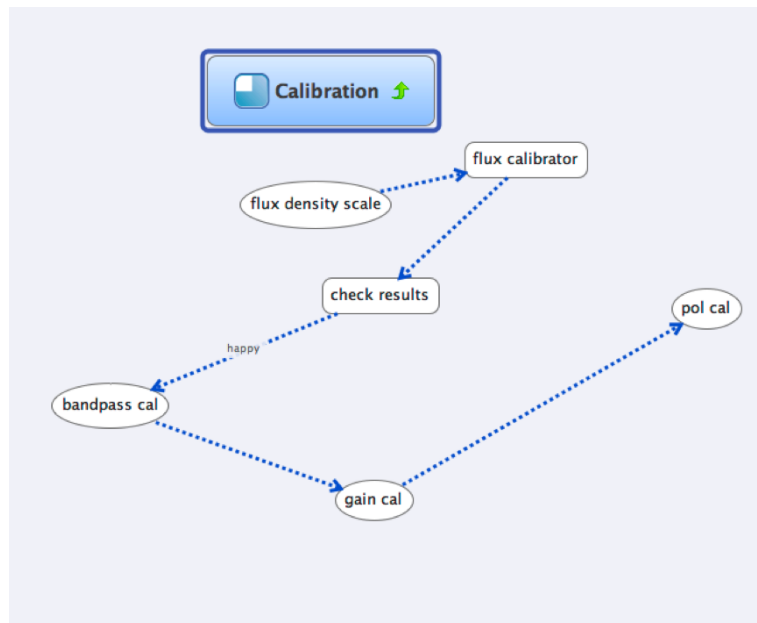 Calibration
flux calibrator
flux density scale
check results
pol cal
happy
bandpass cal
gain cal